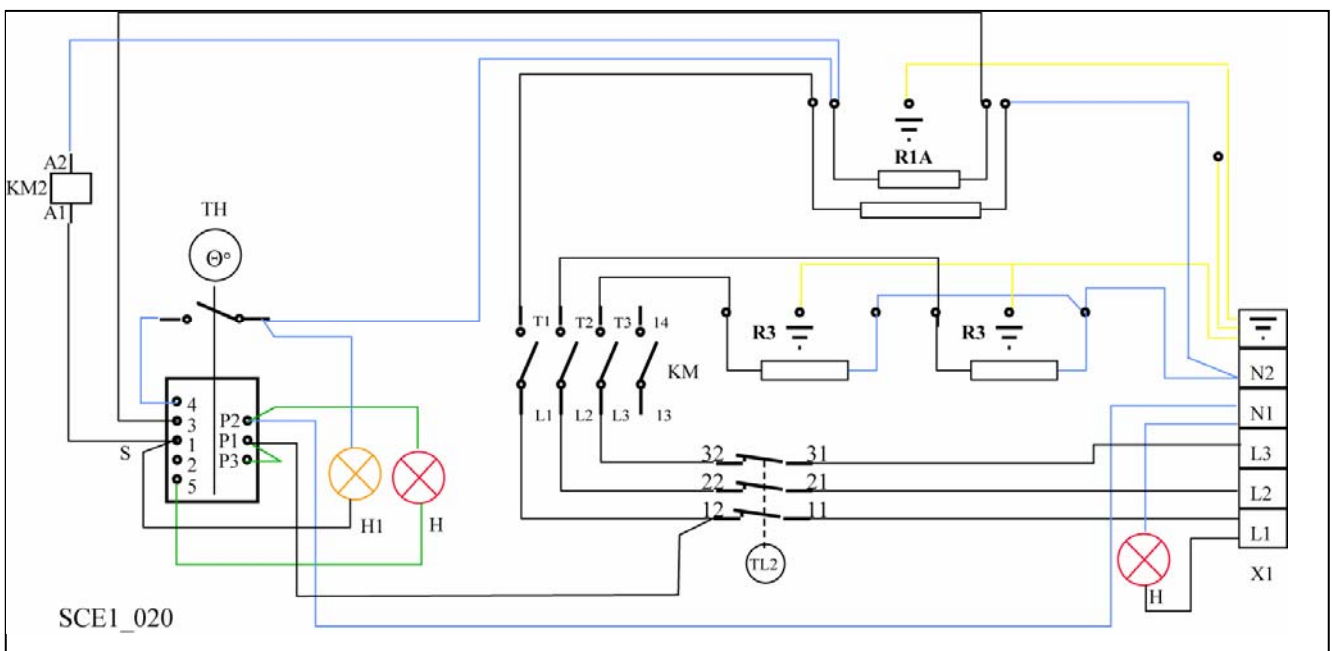 A2
KM2
A1
TH
Θ°
R1A
T1 T2 T3 14
KM
L1 L2 L3 13
R3
R3
4
3
1
2
5
S
P2
P1
P3
H1
H
32 31
22 21
12 11
TL2
N2
N1
L3
L2
L1
X1
H
SCE1_020